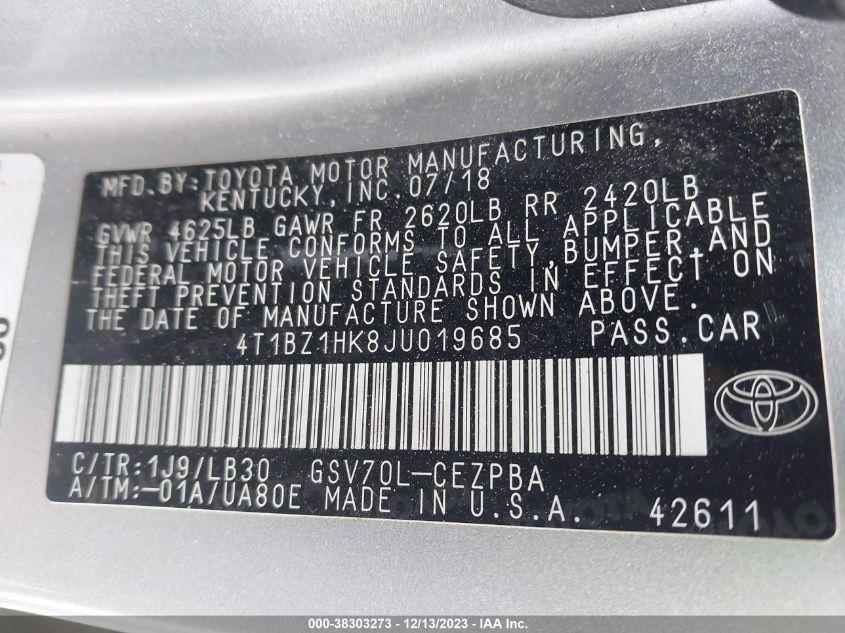 MFD.BY:TOYOTA MOTOR MANUFACTURING,
KENTUCKY,INC.07/18
GVWR 4625LB GAWR FR 2620LB RR 2420LB
THIS VEHICLE CONFORMS TO ALL APPLICABLE
FEDERAL MOTOR VEHICLE SAFETY,BUMPER,AND
THEFT PREVENTION STANDARDS IN EFFECT ON
THE DATE OF MANUFACTURE SHOWN ABOVE.
4T1BZ1HK8JU019685 PASS.CAR
C/TR:1J9/LB30 GSV70L-CEZPBA
A/TM:-01A/UA80E MADE IN U.S.A. 42611
000-38303273 - 12/13/2023 - IAA Inc.